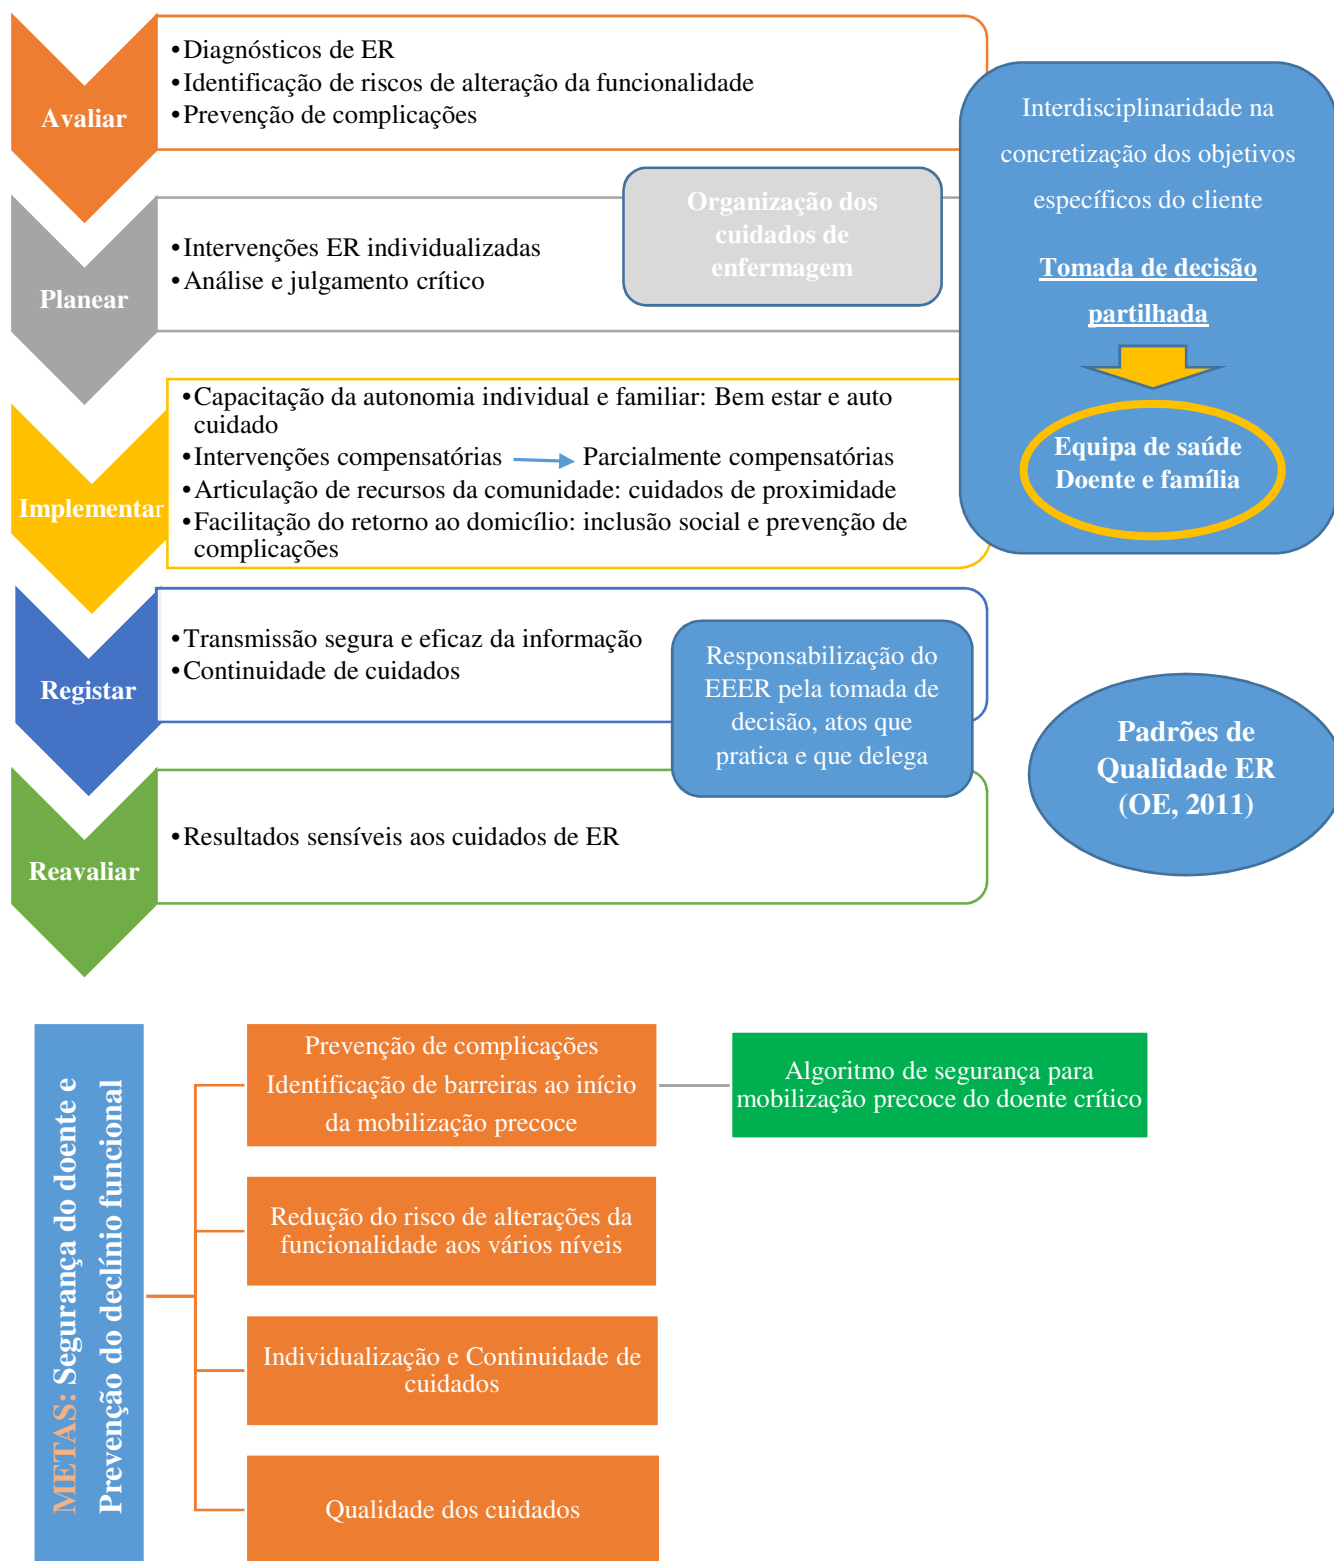 Avaliar
•Diagnósticos de ER
•Identificação de riscos de alteração da funcionalidade
•Prevenção de complicações
Planear
•Intervenções ER individualizadas
•Análise e julgamento crítico
Organização dos
cuidados de
enfermagem
Interdisciplinaridade na
concretização dos objetivos
específicos do cliente
Tomada de decisão
partilhada
Equipa de saúde
Doente e família
Implementar
•Capacitação da autonomia individual e familiar: Bem estar e auto
cuidado
•Intervenções compensatórias Parcialmente compensatórias
•Articulação de recursos da comunidade: cuidados de proximidade
•Facilitação do retorno ao domicílio: inclusão social e prevenção de
complicações
Registar
•Transmissão segura e eficaz da informação
•Continuidade de cuidados
Responsabilização do
EEER pela tomada de
decisão, atos que
pratica e que delega
Padrões de
Qualidade ER
(OE, 2011)
Reavaliar
•Resultados sensíveis aos cuidados de ER
METAS: Segurança do doente e
Prevenção do declínio funcional
Prevenção de complicações
Identificação de barreiras ao início
da mobilização precoce
Algoritmo de segurança para
mobilização precoce do doente crítico
Redução do risco de alterações da
funcionalidade aos vários níveis
Individualização e Continuidade de
cuidados
Qualidade dos cuidados